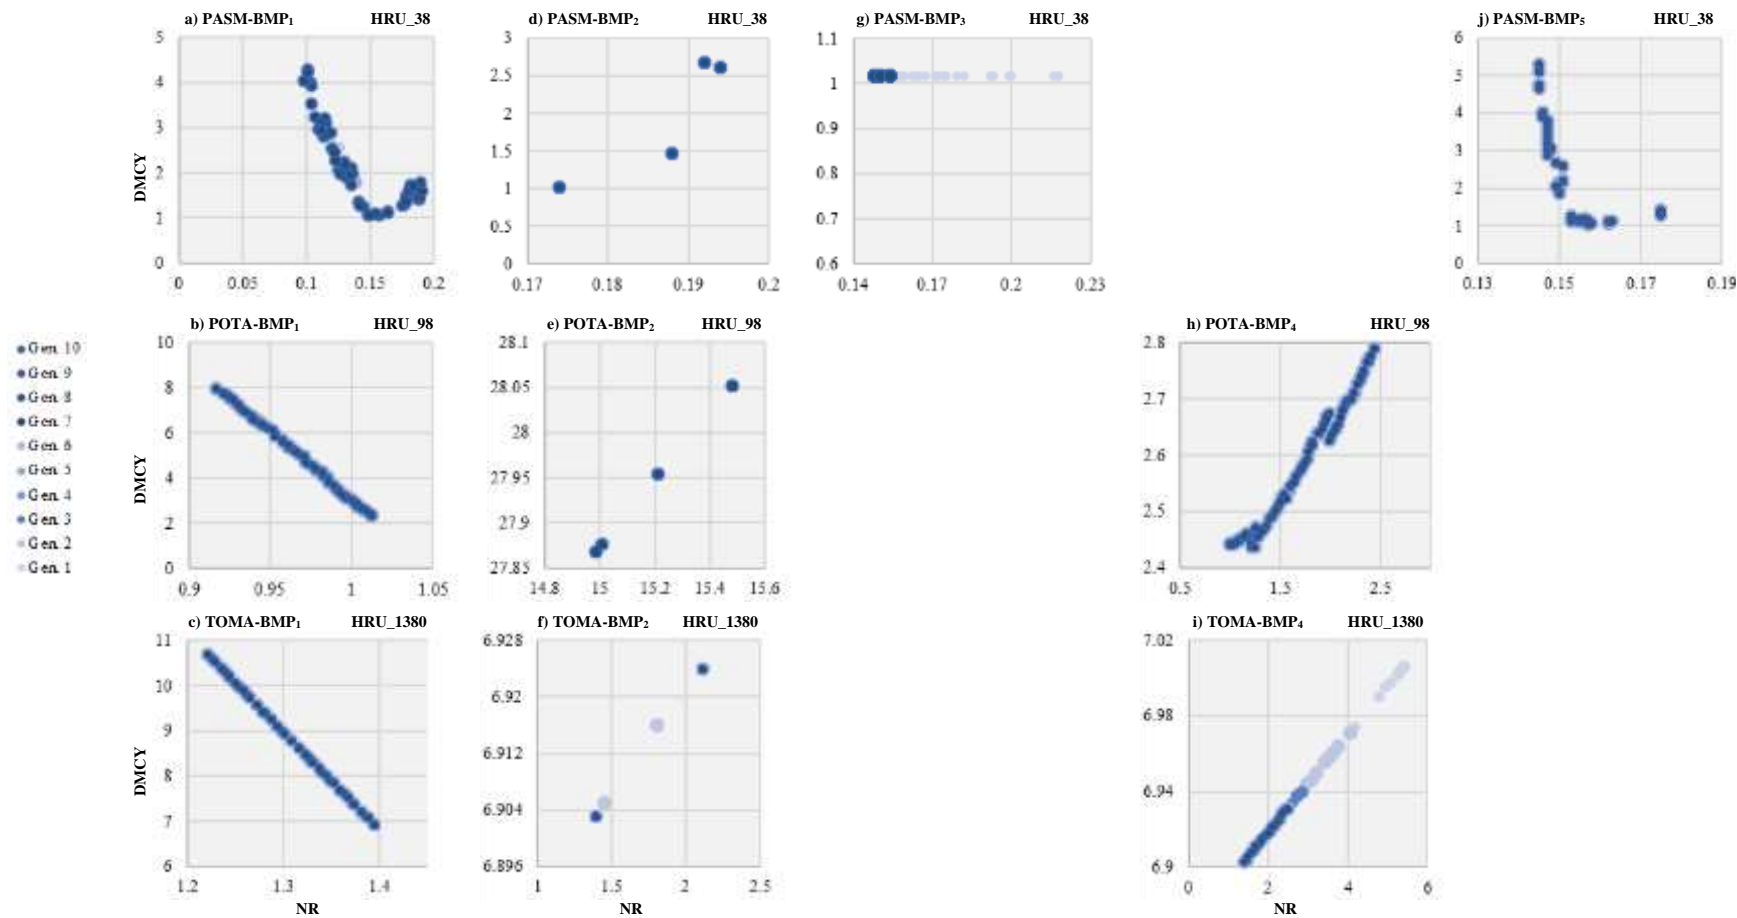 a) PASM-BMP₁ HRU_38
d) PASM-BMP₂ HRU_38
g) PASM-BMP₃ HRU_38
j) PASM-BMP₅ HRU_38
5
4
3
2
1
0
0 0.05 0.1 0.15 0.2
DMCY
3
2.5
2
1.5
1
0.5
0
0.17 0.18 0.19 0.2
1.1
1
0.9
0.8
0.7
0.6
0.14 0.17 0.2 0.23
6
5
4
3
2
1
0
0.13 0.15 0.17 0.19
Gen. 10
Gen. 9
Gen. 8
Gen. 7
Gen. 6
Gen. 5
Gen. 4
Gen. 3
Gen. 2
Gen. 1
b) POTA-BMP₁ HRU_98
e) POTA-BMP₂ HRU_98
h) POTA-BMP₄ HRU_98
10
8
6
4
2
0
0.9 0.95 1 1.05
DMCY
28.1
28.05
28
27.95
27.9
27.85
14.8 15 15.2 15.4 15.6
2.8
2.7
2.6
2.5
2.4
0.5 1.5 2.5
c) TOMA-BMP₁ HRU_1380
f) TOMA-BMP₂ HRU_1380
i) TOMA-BMP₄ HRU_1380
11
10
9
8
7
6
1.2 1.3 1.4
DMCY
NR
6.928
6.92
6.912
6.904
6.896
1 1.5 2 2.5
NR
7.02
6.98
6.94
6.9
0 2 4 6
NR